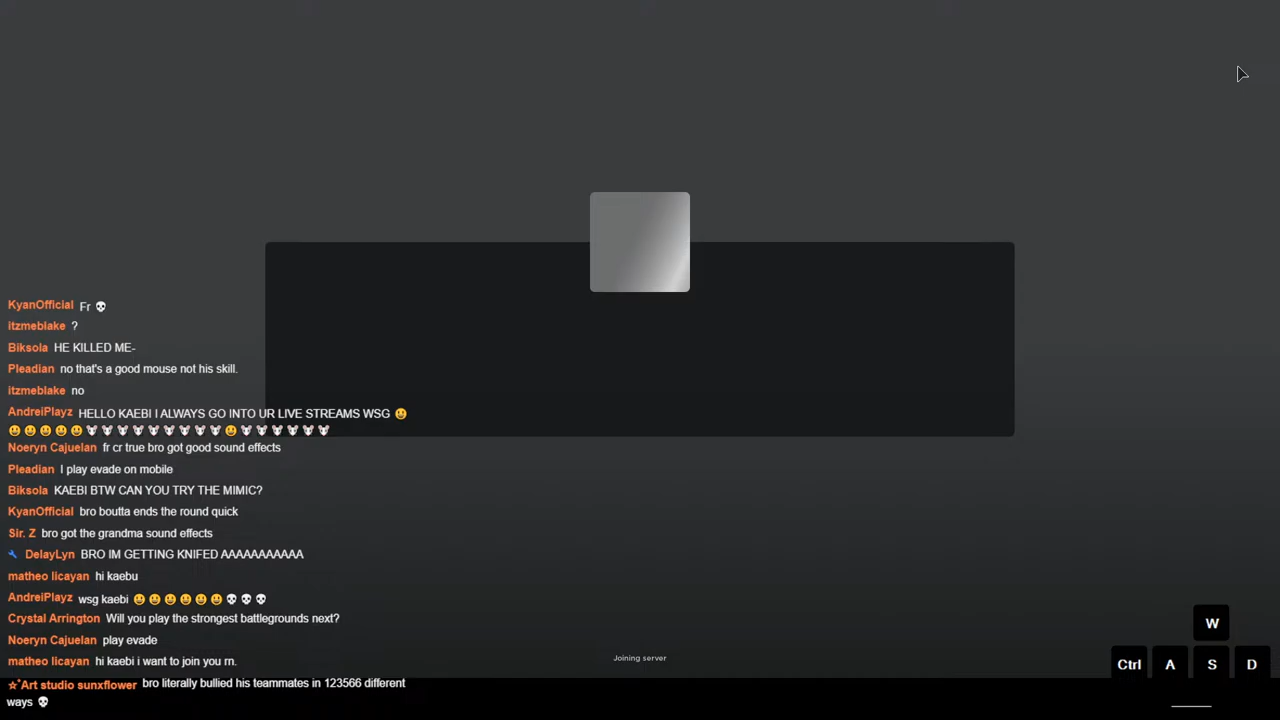 KyanOfficial Fr 💀
itzmeblake ?
Biksola HE KILLED ME-
Pleadian no that's a good mouse not his skill.
itzmeblake no
AndreiPlayz HELLO KAEBI I ALWAYS GO INTO UR LIVE STREAMS WSG 😃
😃😃😃😃😃🐭🐭🐭🐭🐭🐭🐭🐭🐭😃🐭🐭🐭🐭🐭🐭
Noeryn Cajuelan fr cr true bro got good sound effects
Pleadian I play evade on mobile
Biksola KAEBI BTW CAN YOU TRY THE MIMIC?
KyanOfficial bro boutta ends the round quick
Sir. Z bro got the grandma sound effects
DelayLyn BRO IM GETTING KNIFED AAAAAAAAAAA
matheo licayan hi kaebu
AndreiPlayz wsg kaebi 😃😃😃😃😃😃💀💀💀
Crystal Arrington Will you play the strongest battlegrounds next?
Noeryn Cajuelan play evade
matheo licayan hi kaebi i want to join you rn.
☆˚Art studio sunxflower bro literally bullied his teammates in 123566 different
ways 💀
Joining server
W
Ctrl A S D